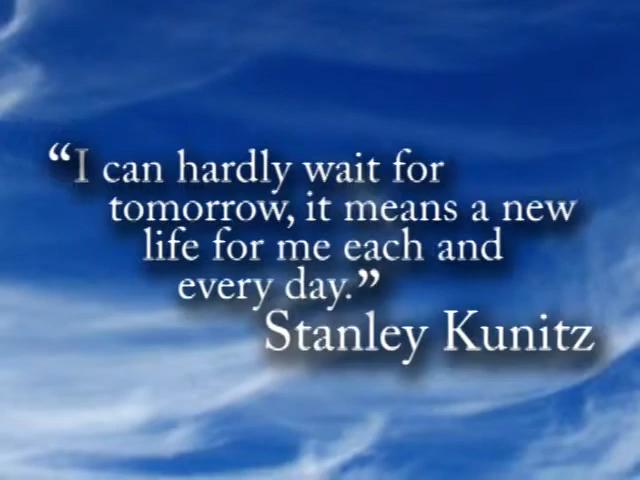 “I can hardly wait for
tomorrow, it means a new
life for me each and
every day.”
Stanley Kunitz